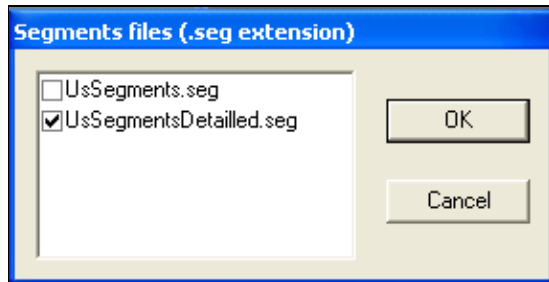 Segments files (.seg extension)
UsSegments.seg
UsSegmentsDetailled.seg
OK
Cancel